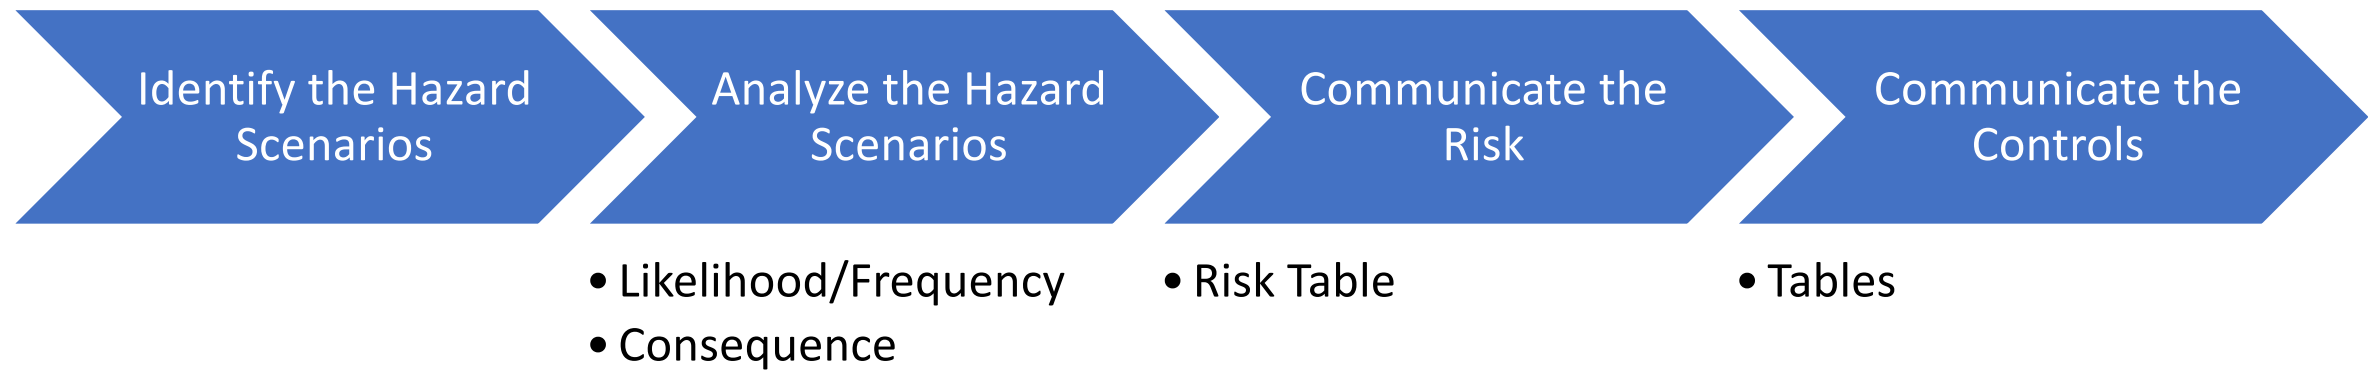 Identify the Hazard
Scenarios
Analyze the Hazard
Scenarios
• Likelihood/Frequency
• Consequence
Communicate the
Risk
• Risk Table
Communicate the
Controls
• Tables